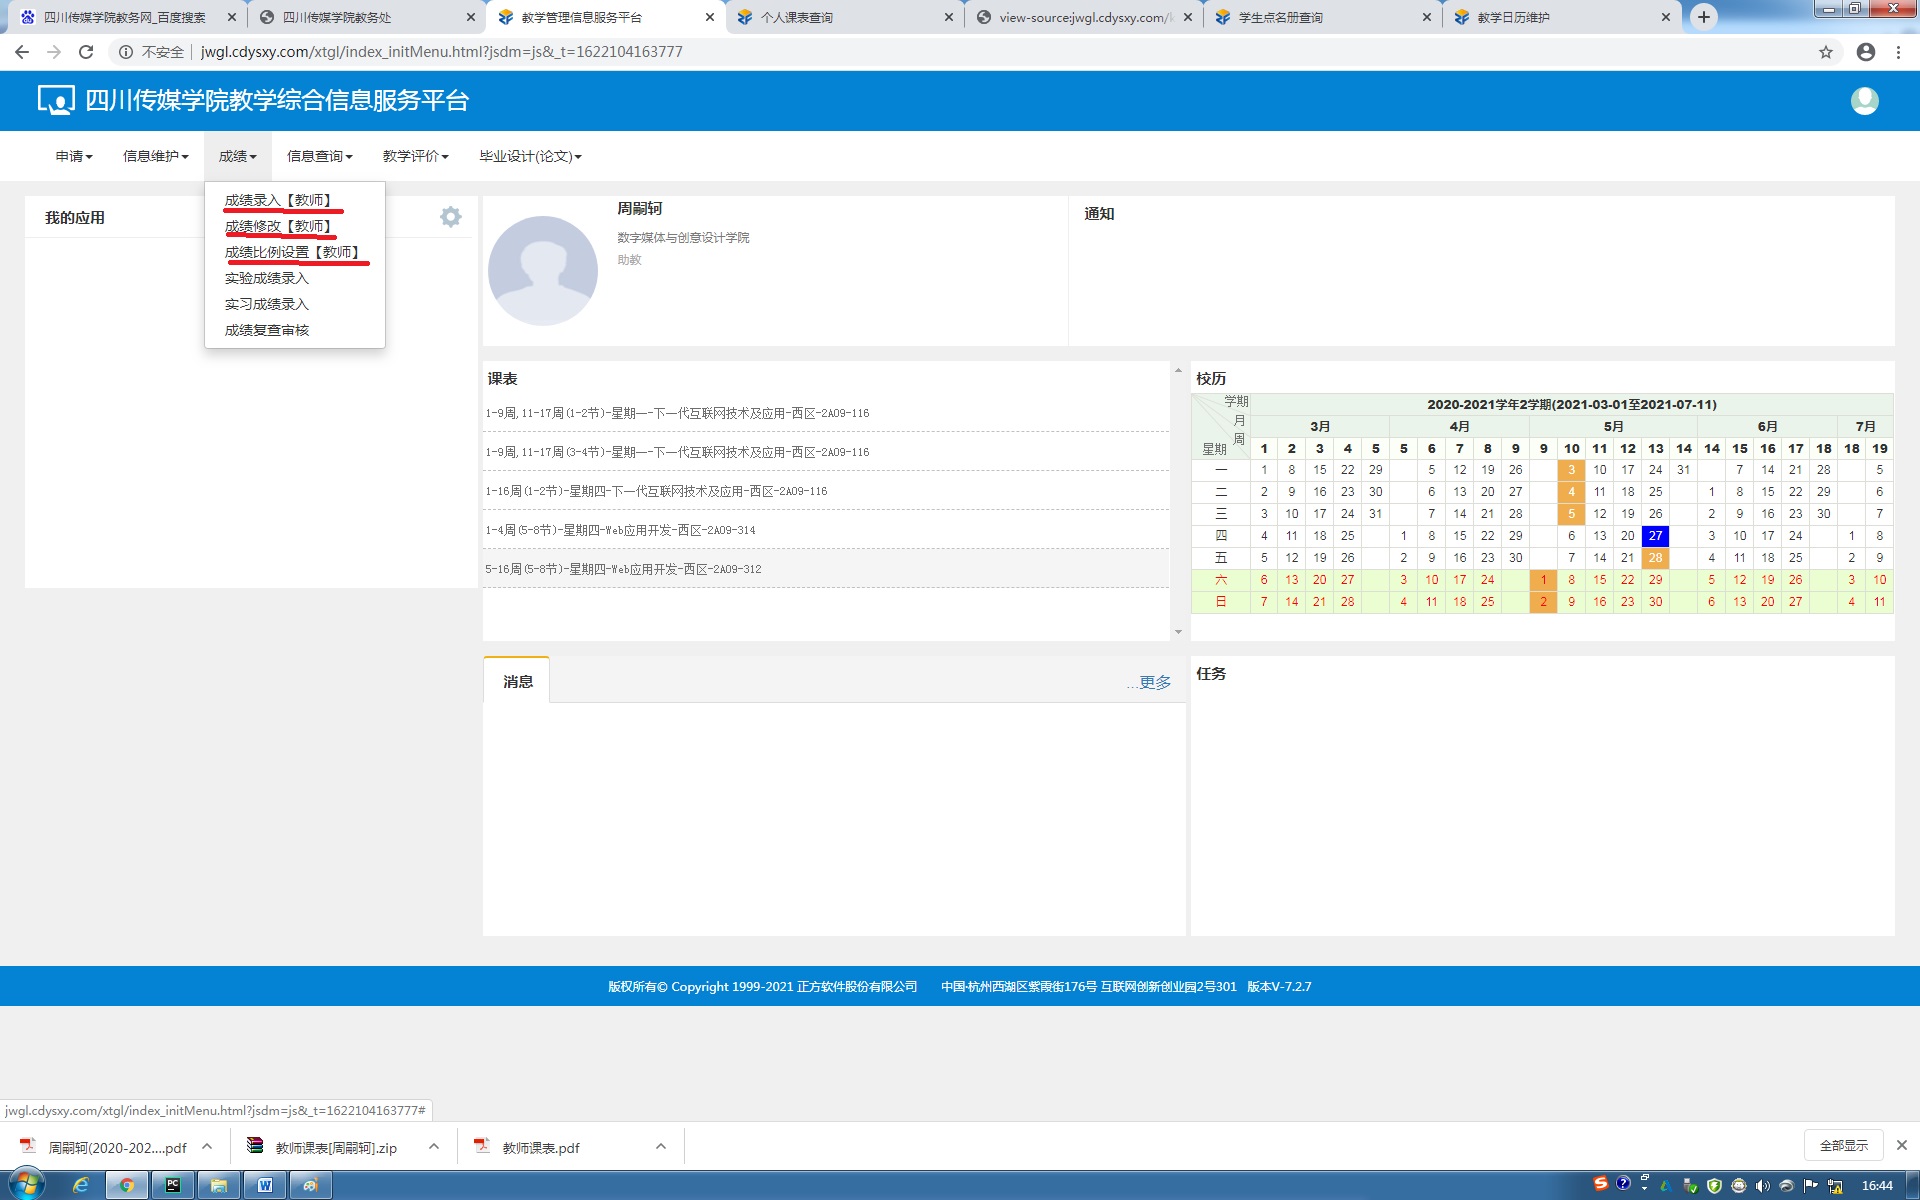 四川传媒学院教务网_百度搜索 四川传媒学院教务处 教学管理信息服务平台 个人课表查询 view-source:jwgl.cdysxy.com/ 学生点名册查询 教学日历维护
不安全 jwgl.cdysxy.com/xtgl/index_initMenu.html?jsdm=js&_t=1622104163777
四川传媒学院教学综合信息服务平台
申请 信息维护 成绩 信息查询 教学评价 毕业设计(论文)
成绩录入【教师】
成绩修改【教师】
成绩比例设置【教师】
实验成绩录入
实习成绩录入
成绩复查审核
我的应用
周嗣轲
数字媒体与创意设计学院
助教
通知
课表
1-9周,11-17周(1-2节)-星期一-下一代互联网技术及应用-西区-2A09-116
1-9周,11-17周(3-4节)-星期一-下一代互联网技术及应用-西区-2A09-116
1-16周(1-2节)-星期四-下一代互联网技术及应用-西区-2A09-116
1-4周(5-8节)-星期四-Web应用开发-西区-2A09-314
5-16周(5-8节)-星期四-Web应用开发-西区-2A09-312
校历
学期 月 周 星期
2020-2021学年2学期(2021-03-01至2021-07-11)
3月 4月 5月 6月 7月
1 2 3 4 5 5 6 7 8 9 9 10 11 12 13 14 14 15 16 17 18 18 19
一 1 8 15 22 29 5 12 19 26 3 10 17 24 31 7 14 21 28 5
二 2 9 16 23 30 6 13 20 27 4 11 18 25 1 8 15 22 29 6
三 3 10 17 24 31 7 14 21 28 5 12 19 26 2 9 16 23 30 7
四 4 11 18 25 1 8 15 22 29 6 13 20 27 3 10 17 24 1 8
五 5 12 19 26 2 9 16 23 30 7 14 21 28 4 11 18 25 2 9
六 6 13 20 27 3 10 17 24 1 8 15 22 29 5 12 19 26 3 10
日 7 14 21 28 4 11 18 25 2 9 16 23 30 6 13 20 27 4 11
消息
...更多
任务
版权所有© Copyright 1999-2021 正方软件股份有限公司 中国·杭州西湖区紫霞街176号 互联网创新创业园2号301 版本V-7.2.7
jwgl.cdysxy.com/xtgl/index_initMenu.html?jsdm=js&_t=1622104163777#
周嗣轲(2020-202....pdf 教师课表[周嗣轲].zip 教师课表.pdf 全部显示
16:44